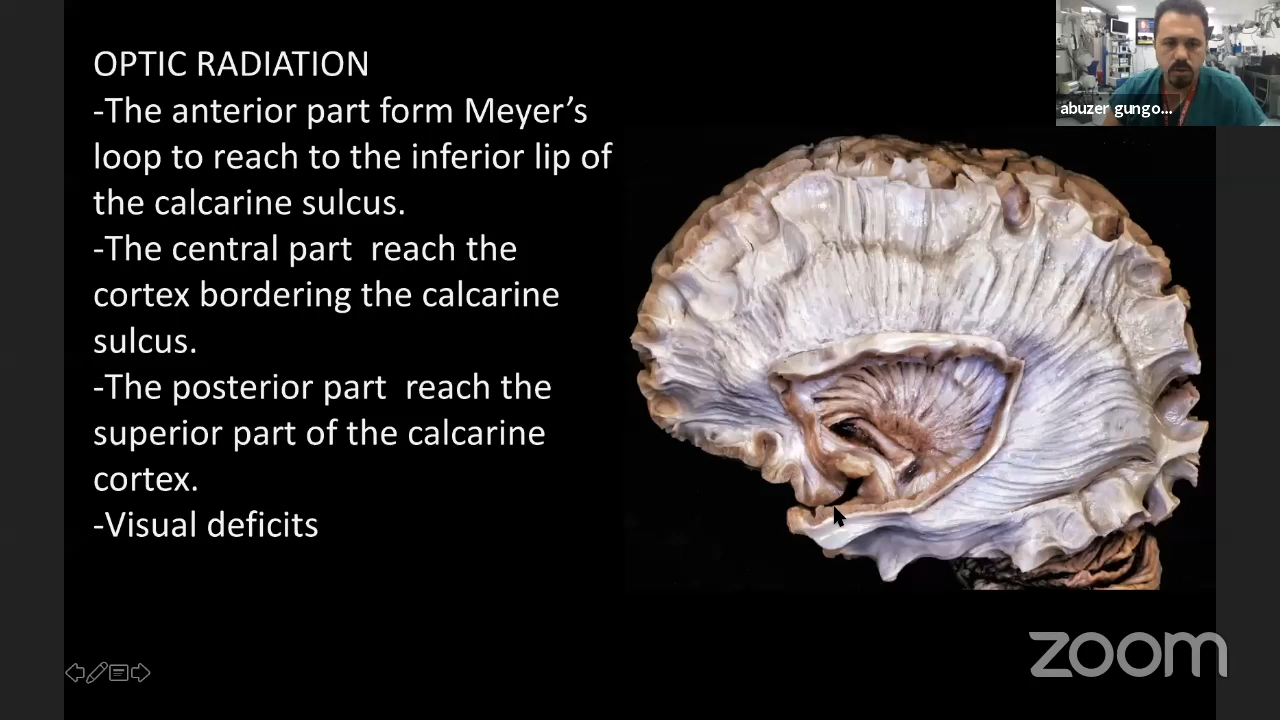 OPTIC RADIATION
-The anterior part form Meyer’s
loop to reach to the inferior lip of
the calcarine sulcus.
-The central part  reach the
cortex bordering the calcarine
sulcus.
-The posterior part  reach the
superior part of the calcarine
cortex.
-Visual deficits
abuzer gungo...
zoom